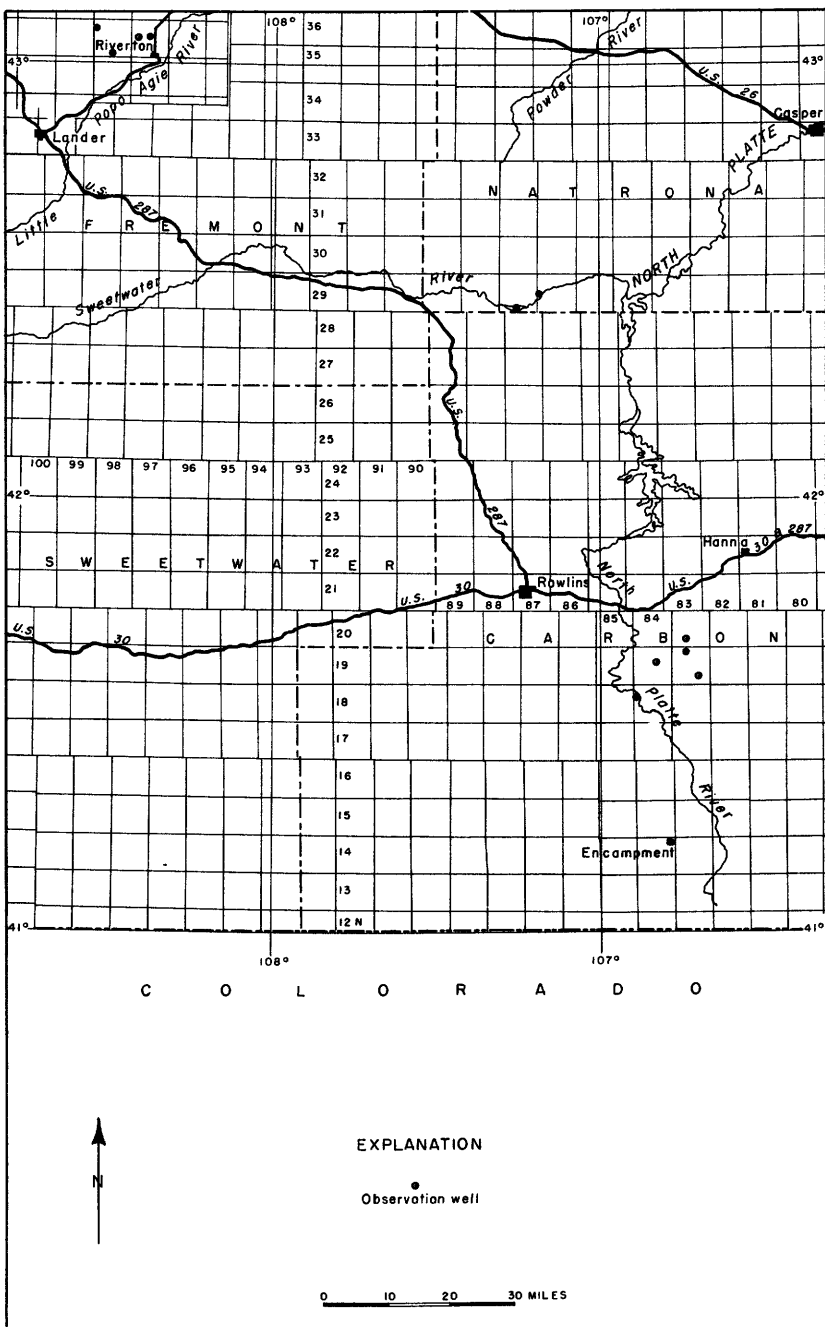 108°
107°
36
Riverton
35
43°
43°
Popo Agie River
Powder River
U.S. 26
34
Casper
Lander
33
PLATTE
32
N A T R O N A
U.S. 287
31
Little
F R E M O N T
30
River
NORTH
29
Sweetwater
28
27
U.S.
26
25
100 99 98 97 96 95 94 93 92 91 90
24
42°
42°
23
287
Hanna
30 a 287
22
S W E E T W A T E R
North
21
Rawlins
U.S. 30
U.S.
89 88 87 86 85 84 83 82 81 80
U.S. 30
20
C A R B O N
19
18
Platte
17
16
River
15
14
Encampment
13
12 N
41°
41°
108°
107°
C O L O R A D O
EXPLANATION
N
Observation well
0 10 20 30 MILES